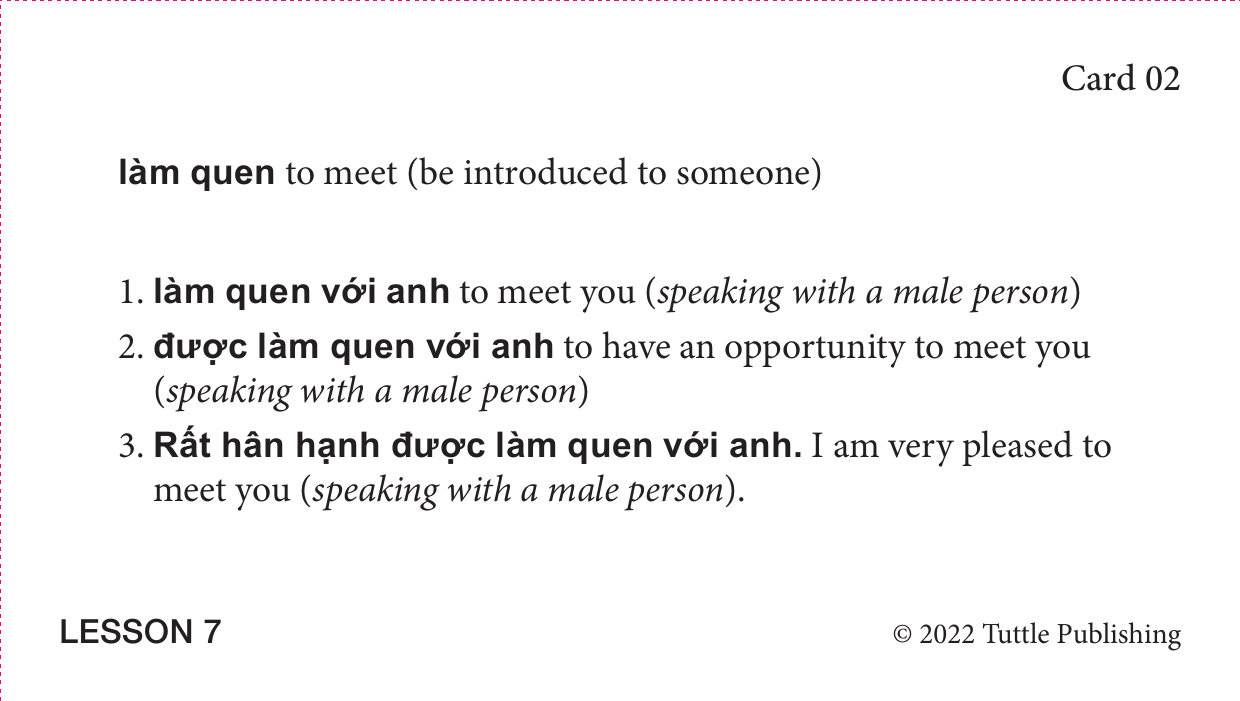 Card 02
làm quen to meet (be introduced to someone)
1. làm quen với anh to meet you (speaking with a male person)
2. được làm quen với anh to have an opportunity to meet you
(speaking with a male person)
3. Rất hân hạnh được làm quen với anh. I am very pleased to
meet you (speaking with a male person).
LESSON 7
© 2022 Tuttle Publishing